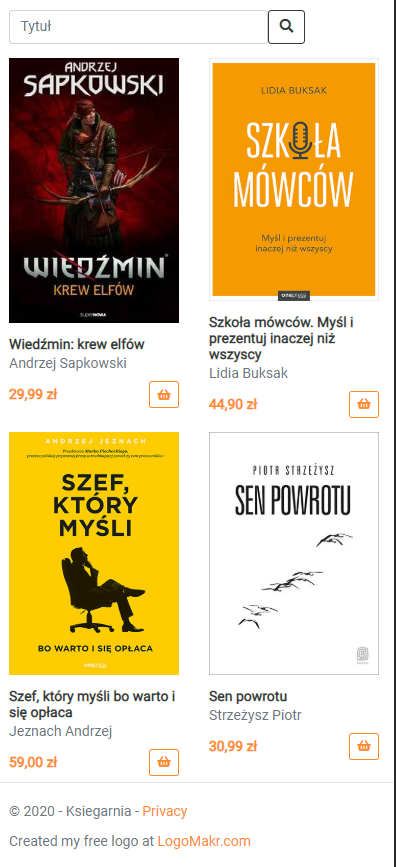 Tytuł
ANDRZEJ
SAPKOWSKI
WIEDŹMIN
KREW ELFÓW
SUPERNOWA
Wiedźmin: krew elfów
Andrzej Sapkowski
29,99 zł
LIDIA BUKSAK
SZKOŁA
MÓWCÓW
Myśl i prezentuj
inaczej niż wszyscy
onepress
Szkoła mówców. Myśl i
prezentuj inaczej niż
wszyscy
Lidia Buksak
44,90 zł
ANDRZEJ JEZNACH
SZEF,
KTÓRY
MYŚLI
BO WARTO I SIĘ OPŁACA
onepress
Szef, który myśli bo warto i
się opłaca
Jeznach Andrzej
59,00 zł
PIOTR STRZEŻYSZ
SEN POWROTU
Sen powrotu
Strzeżysz Piotr
30,99 zł
© 2020 - Ksiegarnia - Privacy
Created my free logo at LogoMakr.com